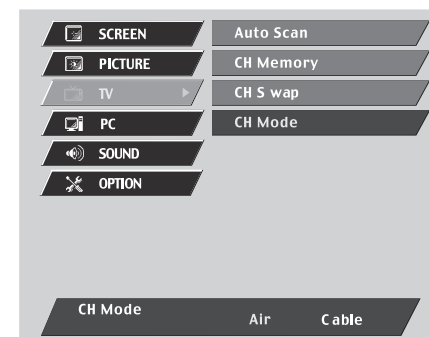 SCREEN
PICTURE
TV
PC
SOUND
OPTION
Auto Scan
CH Memory
CH S wap
CH Mode
CH Mode Air Cable